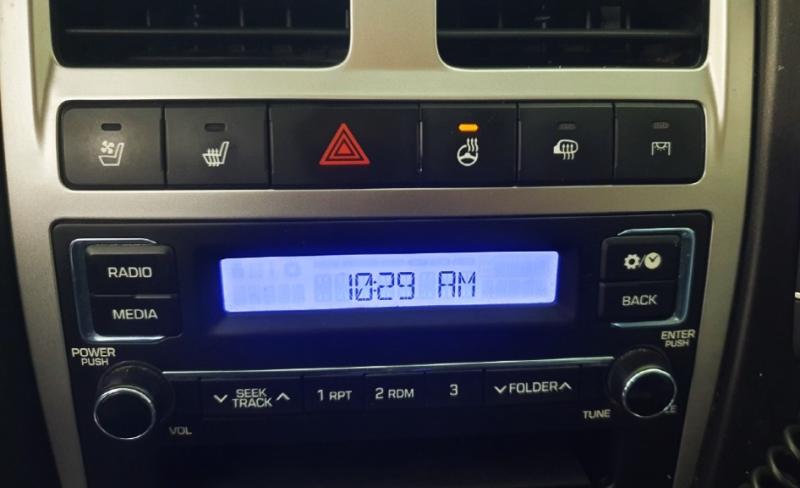 10:29 AM
RADIO
MEDIA
BACK
POWER
PUSH
ENTER
PUSH
SEEK
TRACK
1 RPT
2 RDM
3
FOLDER
VOL
TUNE